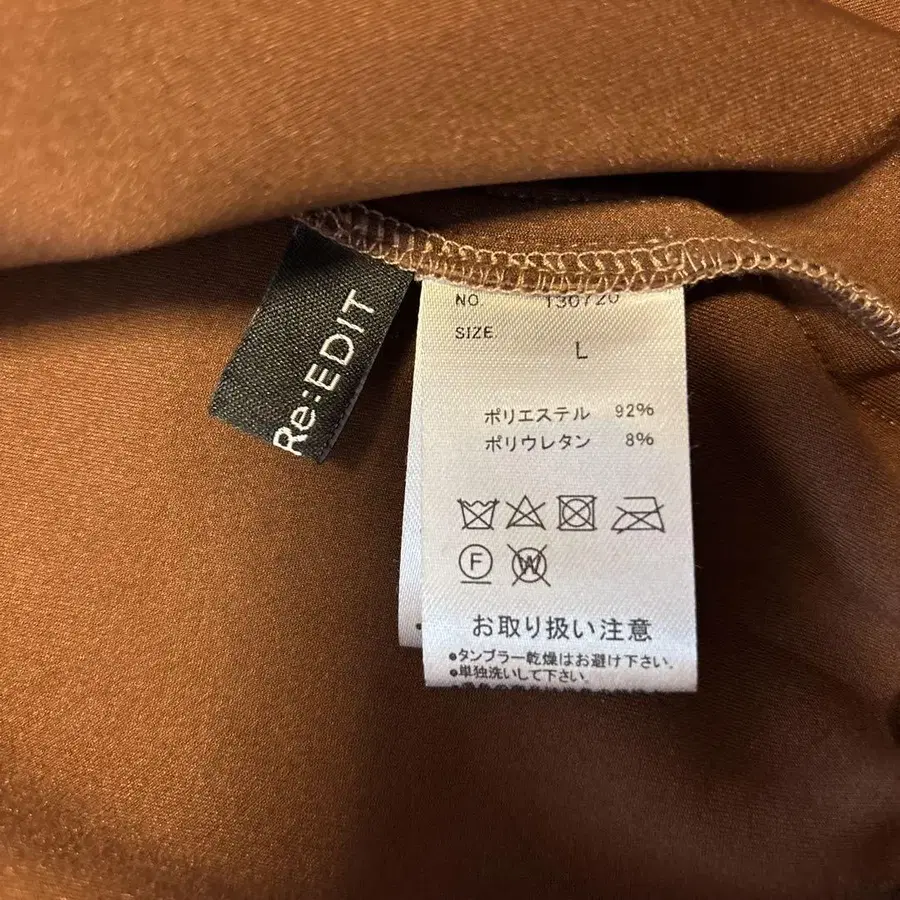 Re:EDIT
NO. 130720
SIZE
L
ポリエステル 92%
ポリウレタン 8%
F
W
お取り扱い注意
●タンブラー乾燥はお避け下さい。
●単独洗いして下さい。